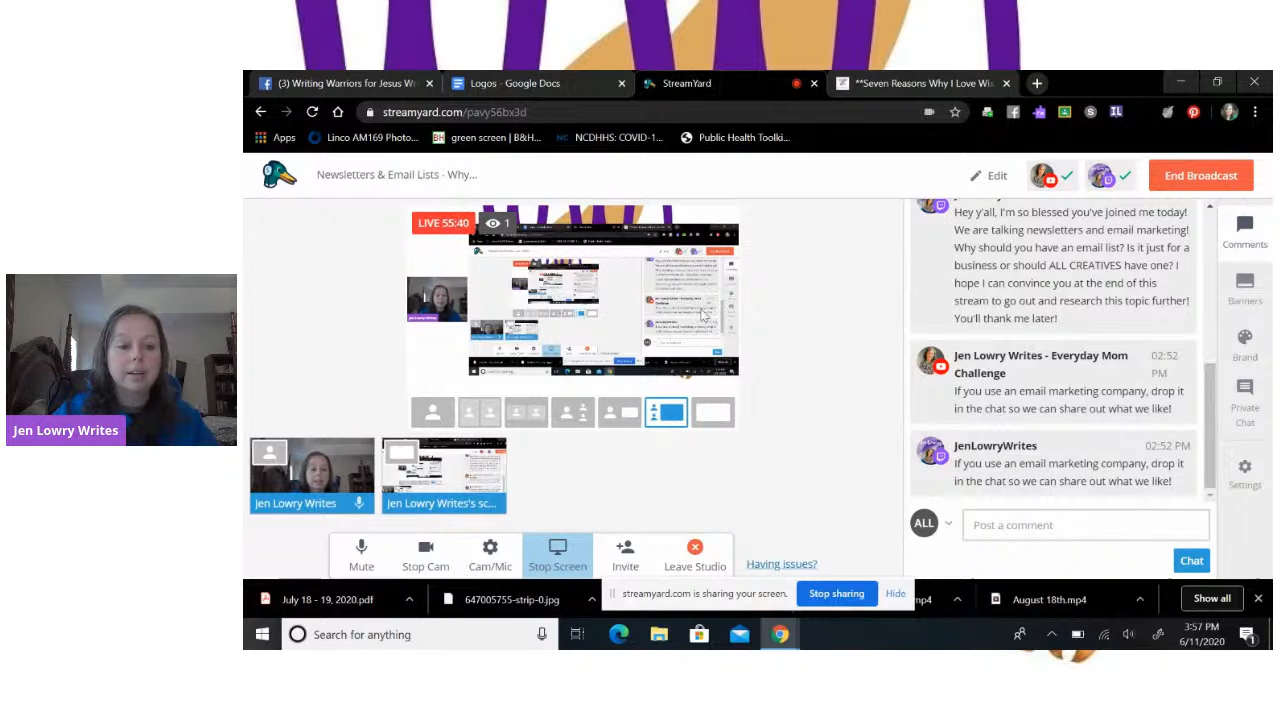 (3) Writing Warriors for Jesus W
Logos - Google Docs
StreamYard
**Seven Reasons Why I Love Wi
streamyard.com/pavy56bx3d
Apps
Linco AM169 Photo...
BH
green screen | B&H...
NC
NCDHHS: COVID-1...
Public Health Toolki...
Newsletters & Email Lists - Why...
Edit
End Broadcast
LIVE 55:40
1
Hey y'all, I'm so blessed you've joined me today!
We are talking newsletters and email marketing!
Why should you have an email list? Is it just for a
business or should ALL CREATIVES have one? I
hope I can convince you at the end of this
stream to go out and research this topic further!
You'll thank me later!
Jen Lowry Writes - Everyday Mom
Challenge
02:52
PM
If you use an email marketing company, drop it
in the chat so we can share out what we like!
JenLowryWrites
02:52 PM
If you use an email marketing company, drop it
in the chat so we can share out what we like!
ALL
Post a comment
Chat
Comments
Banners
Brand
Private
Chat
Settings
Jen Lowry Writes
Jen Lowry Writes
Jen Lowry Writes's sc...
Mute
Stop Cam
Cam/Mic
Stop Screen
Invite
Leave Studio
Having issues?
streamyard.com is sharing your screen.
Stop sharing
Hide
July 18 - 19, 2020.pdf
647005755-strip-0.jpg
mp4
August 18th.mp4
Show all
Search for anything
3:57 PM
6/11/2020
1